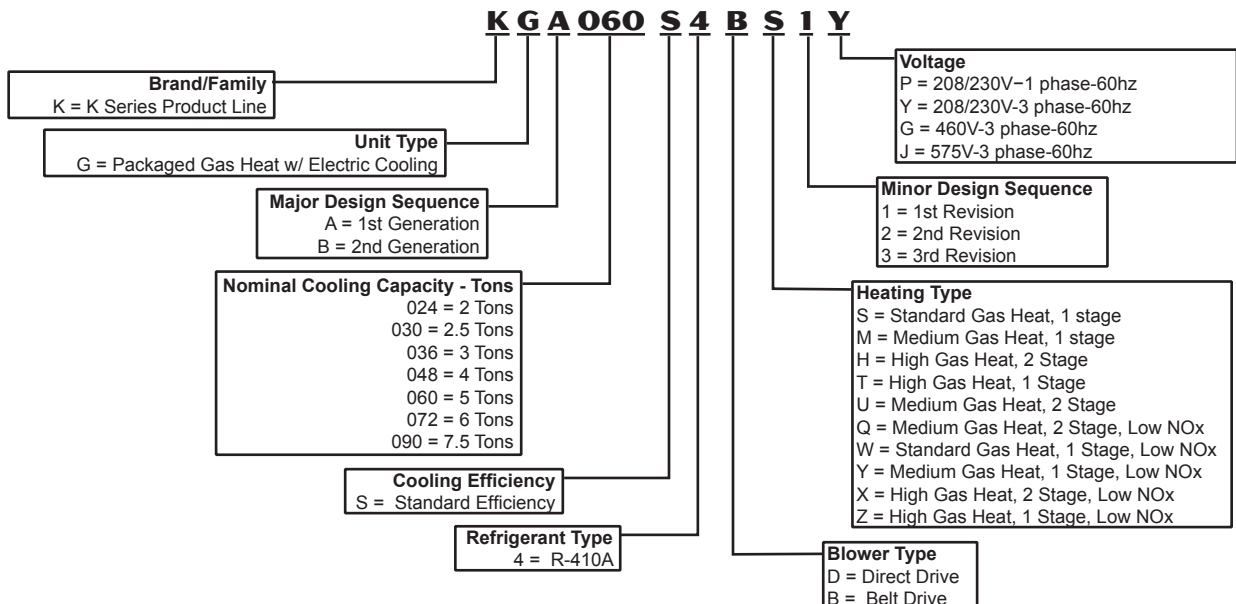 K G A 060 S 4 B S 1 Y
Brand/Family
K = K Series Product Line
Unit Type
G = Packaged Gas Heat w/ Electric Cooling
Major Design Sequence
A = 1st Generation
B = 2nd Generation
Nominal Cooling Capacity - Tons
024 = 2 Tons
030 = 2.5 Tons
036 = 3 Tons
048 = 4 Tons
060 = 5 Tons
072 = 6 Tons
090 = 7.5 Tons
Cooling Efficiency
S = Standard Efficiency
Refrigerant Type
4 = R-410A
Voltage
P = 208/230V−1 phase-60hz
Y = 208/230V-3 phase-60hz
G = 460V-3 phase-60hz
J = 575V-3 phase-60hz
Minor Design Sequence
1 = 1st Revision
2 = 2nd Revision
3 = 3rd Revision
Heating Type
S = Standard Gas Heat, 1 stage
M = Medium Gas Heat, 1 stage
H = High Gas Heat, 2 Stage
T = High Gas Heat, 1 Stage
U = Medium Gas Heat, 2 Stage
Q = Medium Gas Heat, 2 Stage, Low NOx
W = Standard Gas Heat, 1 Stage, Low NOx
Y = Medium Gas Heat, 1 Stage, Low NOx
X = High Gas Heat, 2 Stage, Low NOx
Z = High Gas Heat, 1 Stage, Low NOx
Blower Type
D = Direct Drive
B = Belt Drive